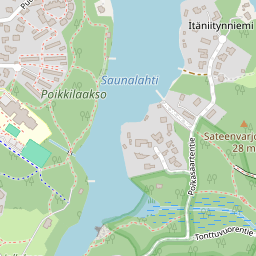 Itäniitynniemi
Saunalahti
Poikkilaakso
Sateenvarjo
28 m
Poikasaarentie
Tonttuvuorentie